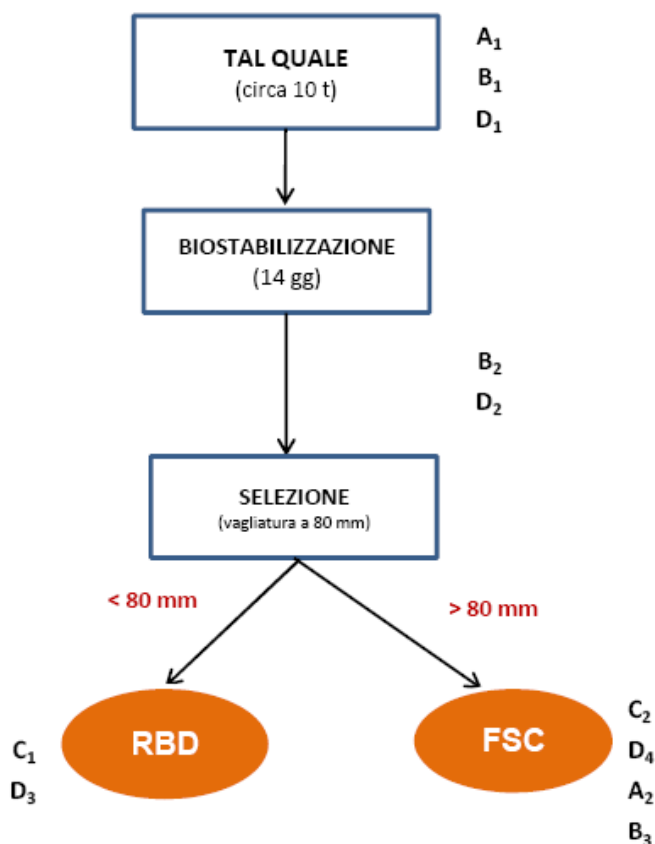 TAL QUALE
(circa 10 t)
A₁
B₁
D₁
BIOSTABILIZZAZIONE
(14 gg)
B₂
D₂
SELEZIONE
(vagliatura a 80 mm)
< 80 mm
> 80 mm
RBD
C₁
D₃
FSC
C₂
D₄
A₂
B₃